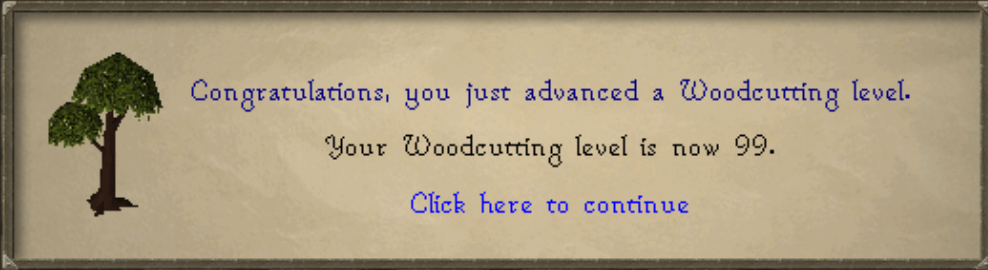 Congratulations, you just advanced a Woodcutting level.
Your Woodcutting level is now 99.
Click here to continue